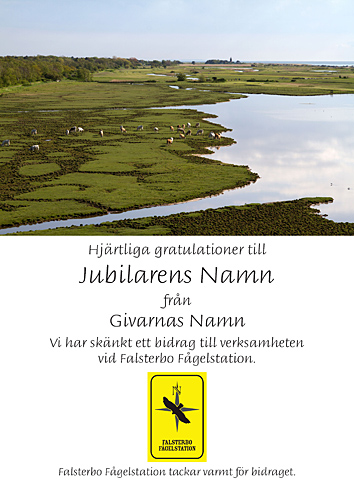 Hjärtliga gratulationer till
Jubilarens Namn
från
Givarnas Namn
Vi har skänkt ett bidrag till verksamheten
vid Falsterbo Fågelstation.
N
FALSTERBO
FÅGELSTATION
Falsterbo Fågelstation tackar varmt för bidraget.